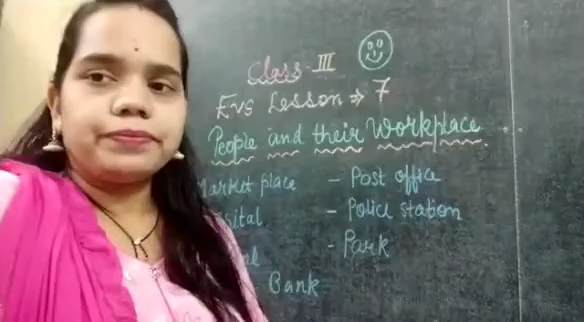 Class - III
EVS Lesson ⇒ 7
People and their Workplace
Market place - Post office
- Police station
- Park
Bank